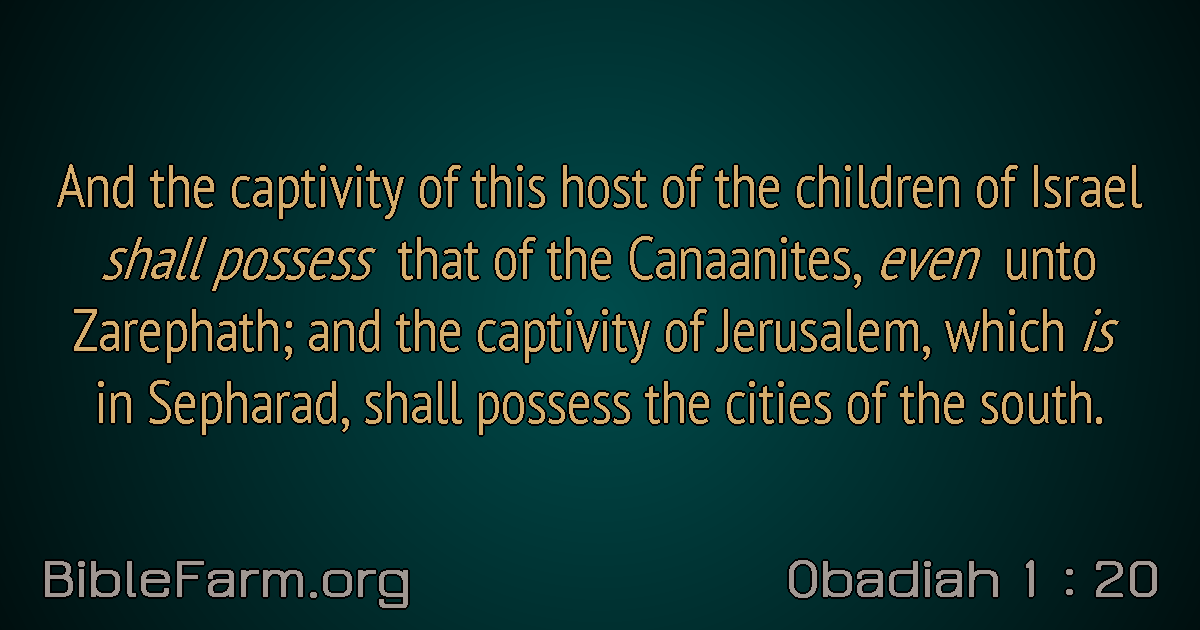 And the captivity of this host of the children of Israel
shall possess that of the Canaanites, even unto
Zarephath; and the captivity of Jerusalem, which is
in Sepharad, shall possess the cities of the south.
BibleFarm.org
Obadiah 1 : 20